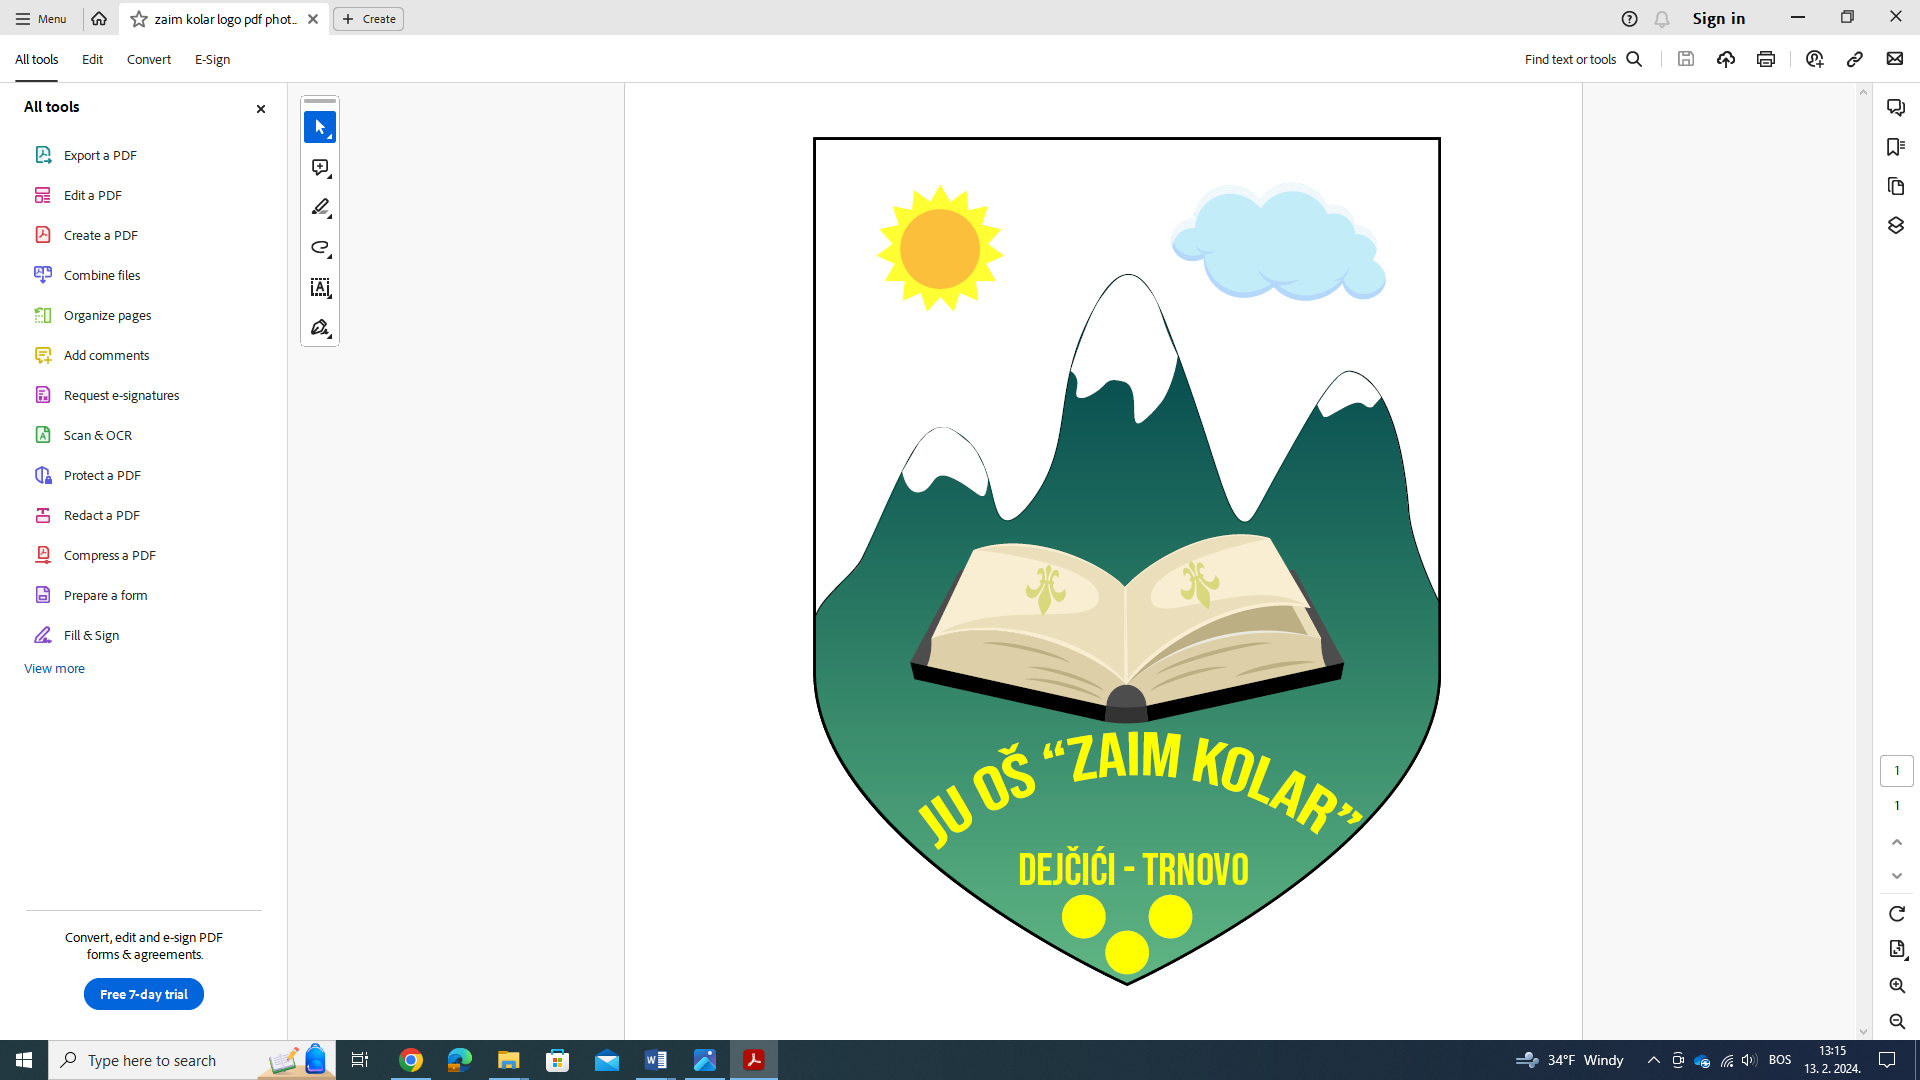 Menu
zaim kolar logo pdf phot..
Create
Sign in
All tools
Edit
Convert
E-Sign
Find text or tools
All tools
Export a PDF
Edit a PDF
Create a PDF
Combine files
Organize pages
Add comments
Request e-signatures
Scan & OCR
Protect a PDF
Redact a PDF
Compress a PDF
Prepare a form
Fill & Sign
View more
Convert, edit and e-sign PDF
forms & agreements.
Free 7-day trial
JU OŠ “ZAIM KOLAR”
DEJČIĆI - TRNOVO
1
1
Type here to search
34°F Windy
BOS
13:15
13. 2. 2024.